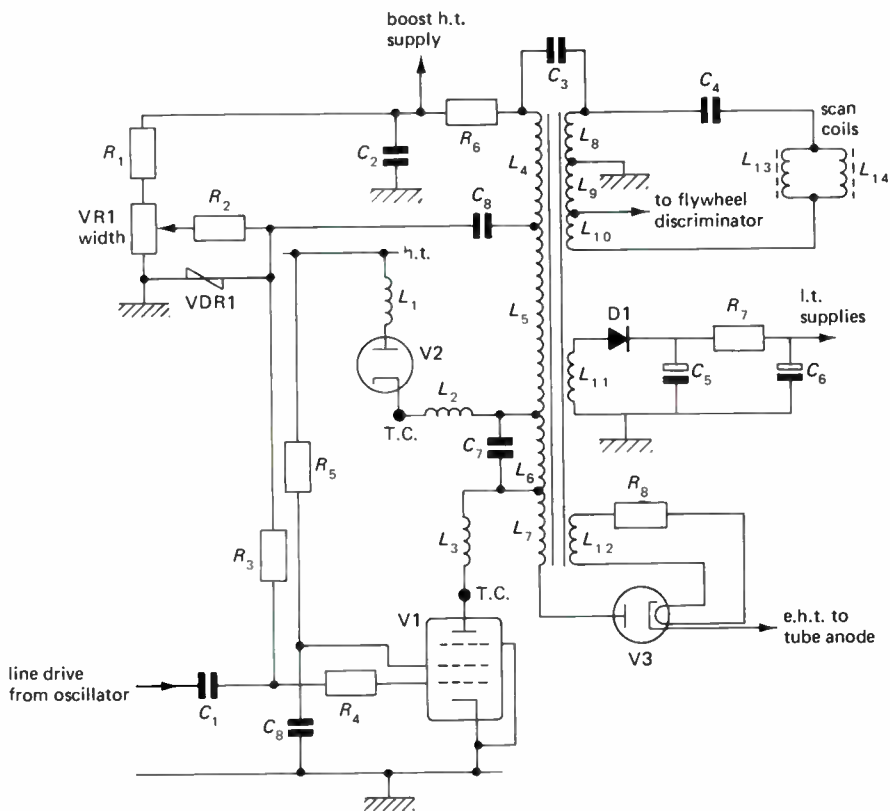 boost h.t.
supply
C3
C4
scan
coils
R1
C2
R6
L4
L8
L13
L14
L9
R2
C8
to flywheel
discriminator
VR1
width
L10
h.t.
VDR1
L1
L5
D1
R7
l.t.
supplies
V2
L2
L11
C5
C6
T.C.
C7
L6
R5
R8
L3
L7
L12
R3
T.C.
V1
e.h.t. to
tube anode
V3
line drive
from oscillator
C1
C8
R4